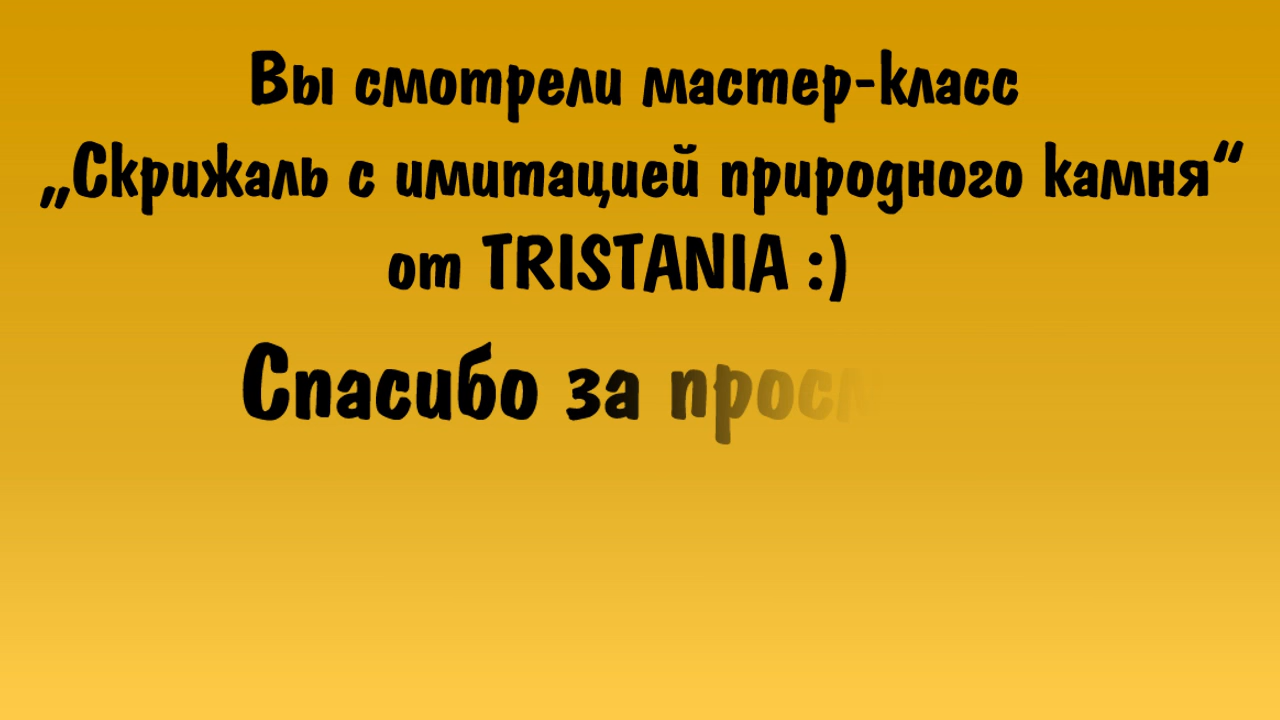 Вы смотрели мастер-класс
„Скрижаль с имитацией природного камня“
от TRISTANIA :)
Спасибо за